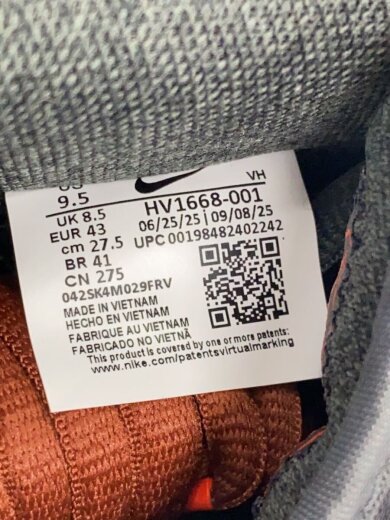 VH
9.5
UK 8.5
EUR 43
cm 27.5
BR 41
CN 275
HV1668-001
06/25/25 | 09/08/25
UPC 00198482402242
042SK4M029FRV
MADE IN VIETNAM
HECHO EN VIETNAM
FABRIQUE AU VIETNAM
FABRICADO NO VIETNÃ
This product is covered by one or more patents:
www.nike.com/patentsvirtualmarking